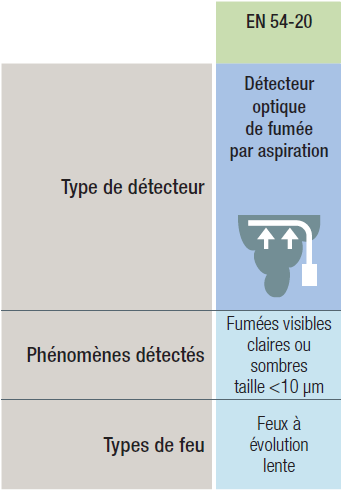 EN 54-20
Type de détecteur
Détecteur
optique
de fumée
par aspiration
Phénomènes détectés
Fumées visibles
claires ou
sombres
taille <10 µm
Types de feu
Feux à
évolution
lente